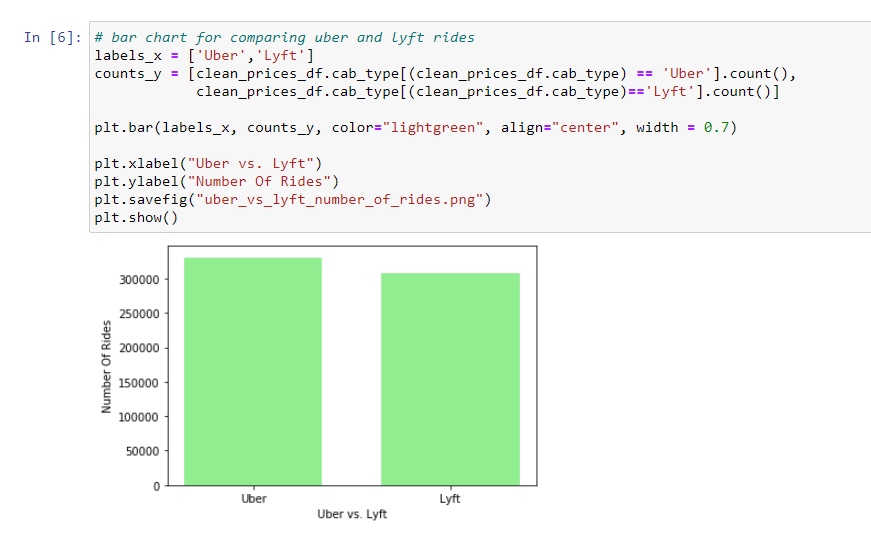 In [6]: # bar chart for comparing uber and lyft rides
labels_x = ['Uber','Lyft']
counts_y = [clean_prices_df.cab_type[(clean_prices_df.cab_type) == 'Uber'].count(),
            clean_prices_df.cab_type[(clean_prices_df.cab_type)=='Lyft'].count()]
plt.bar(labels_x, counts_y, color="lightgreen", align="center", width = 0.7)
plt.xlabel("Uber vs. Lyft")
plt.ylabel("Number Of Rides")
plt.savefig("uber_vs_lyft_number_of_rides.png")
plt.show()
Number Of Rides
300000
250000
200000
150000
100000
50000
0
Uber Lyft
Uber vs. Lyft